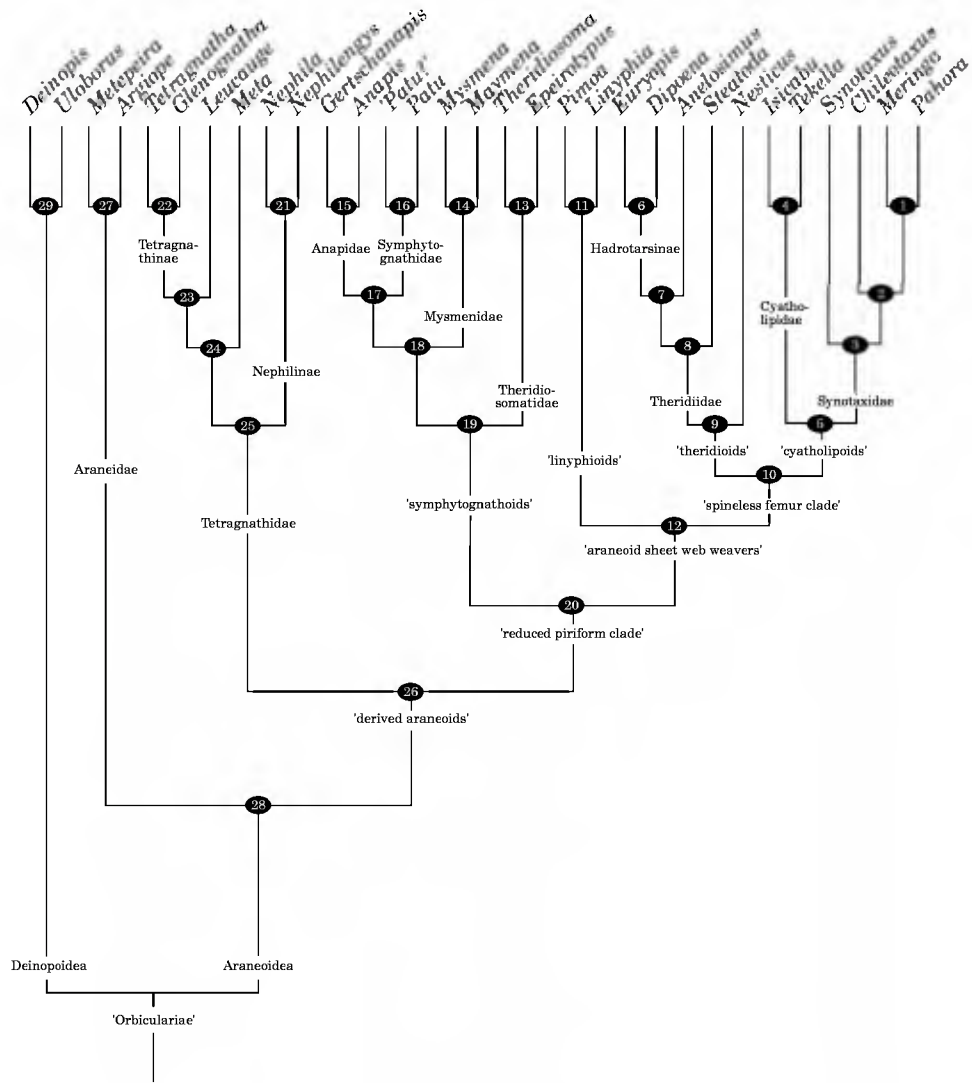 Deinopis
Uloborus
Metepeira
Argiope
Tetragnatha
Glenognatha
Leucauge
Meta
Nephila
Nephilengys
Gertschanapis
Anapis
'Patu?'
Patu
Mysmena
Maymena
Theridiosoma
Epeirotypus
Pimoa
Linyphia
Euryopis
Dipoena
Anelosimus
Steatoda
Nesticus
Isicabu
Tekella
Synotaxus
Chileotaxus
Meringa
Pahora
29
27
22
21
15
16
14
13
11
6
4
1
Tetragna-
thinae
Anapidae
Symphyto-
gnathidae
Hadrotarsinae
23
17
7
2
Mysmenidae
Cyatho-
lipidae
24
18
8
3
Nephilinae
Theridio-
somatidae
Theridiidae
Synotaxidae
25
19
9
5
Araneidae
'linyphioids'
'theridioids'
'cyatholipoids'
10
'symphytognathoids'
'spineless femur clade'
Tetragnathidae
12
'araneoid sheet web weavers'
20
'reduced piriform clade'
26
'derived araneoids'
28
Deinopoidea
Araneoidea
'Orbiculariae'